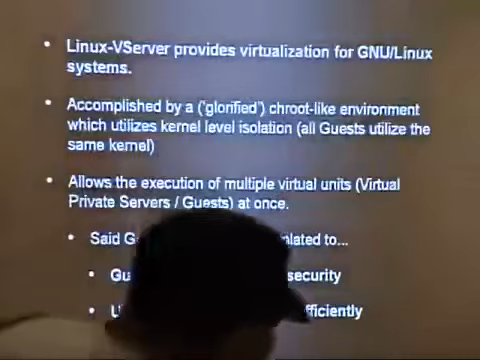 • Linux-VServer provides virtualization for GNU/Linux
systems.
• Accomplished by a ('glorified') chroot-like environment
which utilizes kernel level isolation (all Guests utilize the
same kernel)
• Allows the execution of multiple virtual units (Virtual
Private Servers / Guests) at once.
• Said to...
• security
•